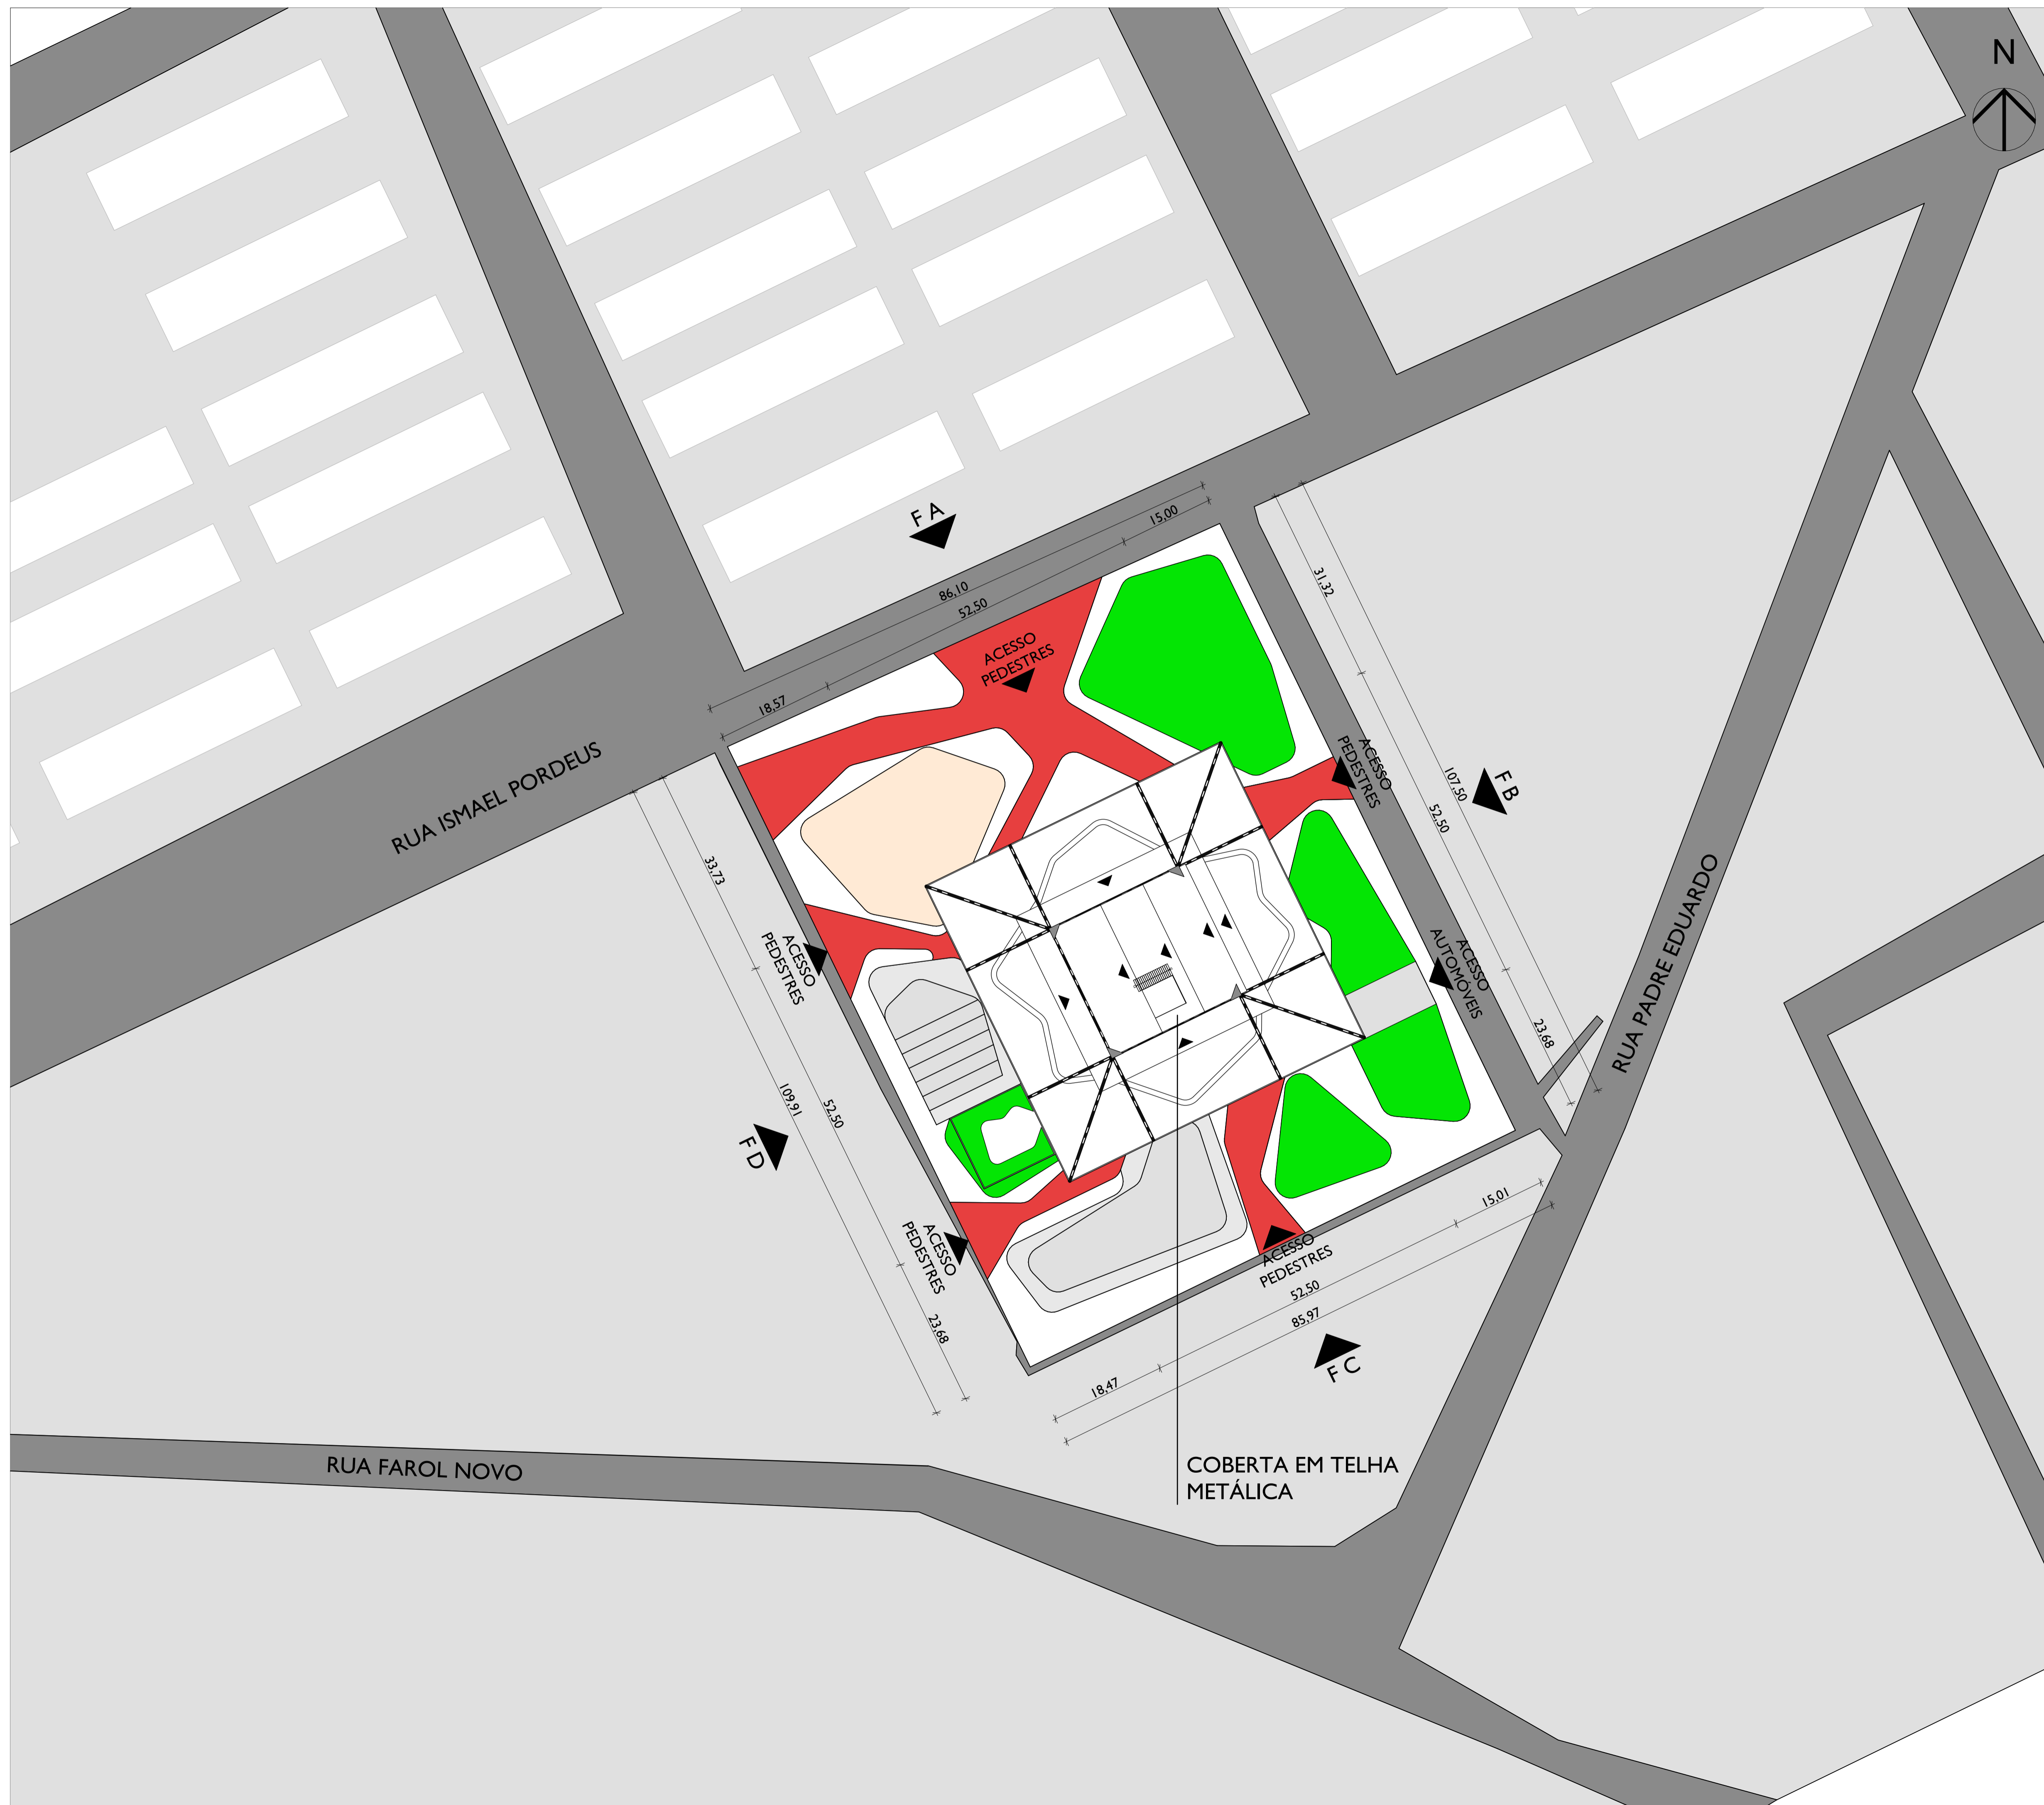 N
F A
15,00
86,10
52,50
18,57
31,32
ACESSO
PEDESTRES
RUA ISMAEL PORDEUS
ACESSO
PEDESTRES
107,50
52,50
F B
33,73
RUA PADRE EDUARDO
ACESSO
PEDESTRES
ACESSO
AUTOMÓVEIS
23,68
109,91
52,50
F D
ACESSO
PEDESTRES
23,68
15,01
ACESSO
PEDESTRES
52,50
85,97
18,47
F C
COBERTA EM TELHA
METÁLICA
RUA FAROL NOVO